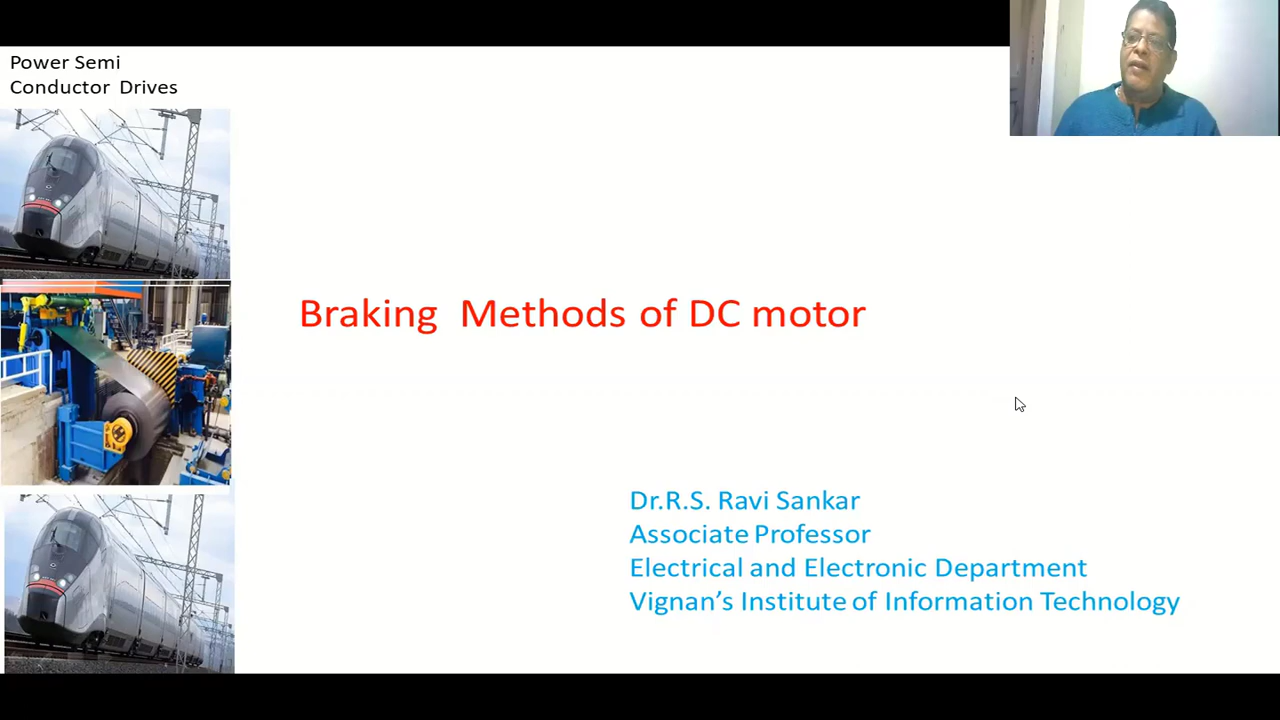 Power Semi
Conductor Drives
Braking Methods of DC motor
Dr.R.S. Ravi Sankar
Associate Professor
Electrical and Electronic Department
Vignan's Institute of Information Technology